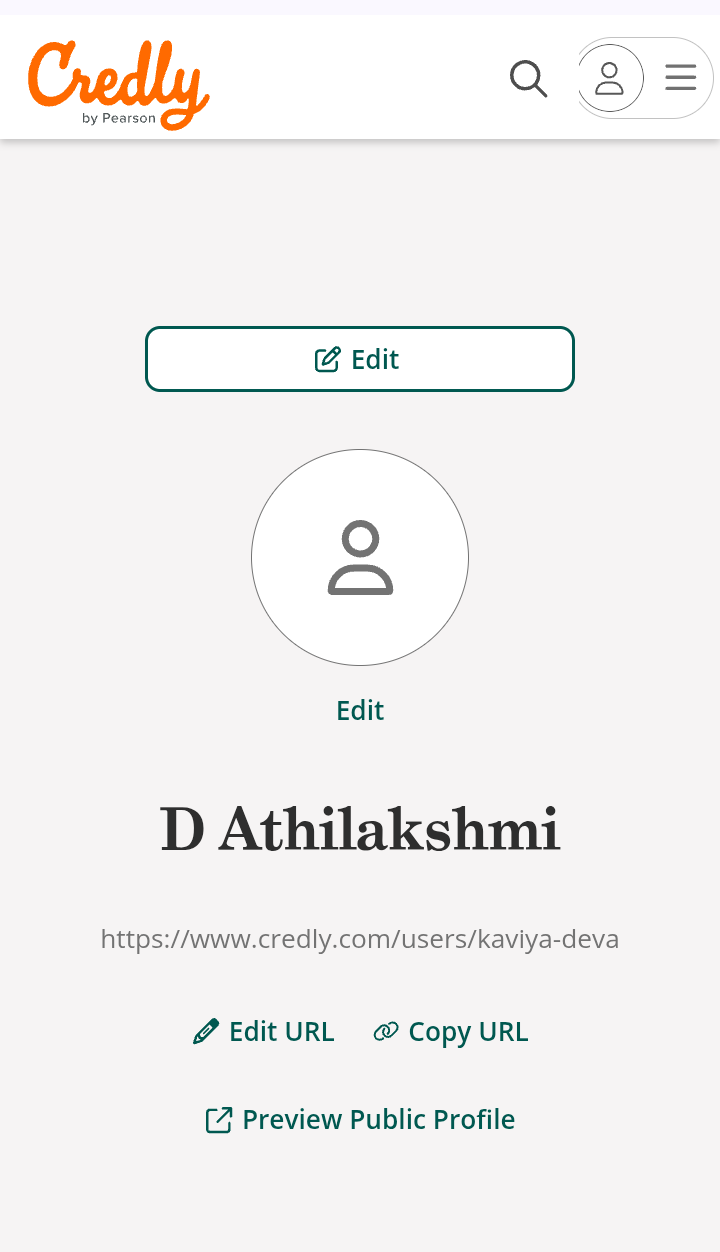 Credly
by Pearson
Edit
Edit
D Athilakshmi
https://www.credly.com/users/kaviya-deva
Edit URL Copy URL
Preview Public Profile